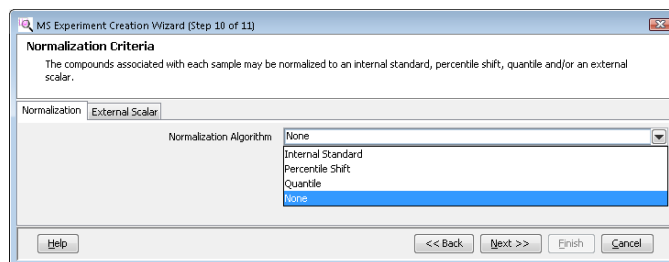 MS Experiment Creation Wizard (Step 10 of 11)
Normalization Criteria
The compounds associated with each sample may be normalized to an internal standard, percentile shift, quantile and/or an external
scalar.
Normalization External Scalar
Normalization Algorithm None
Internal Standard
Percentile Shift
Quantile
None
Help << Back Next >> Finish Cancel